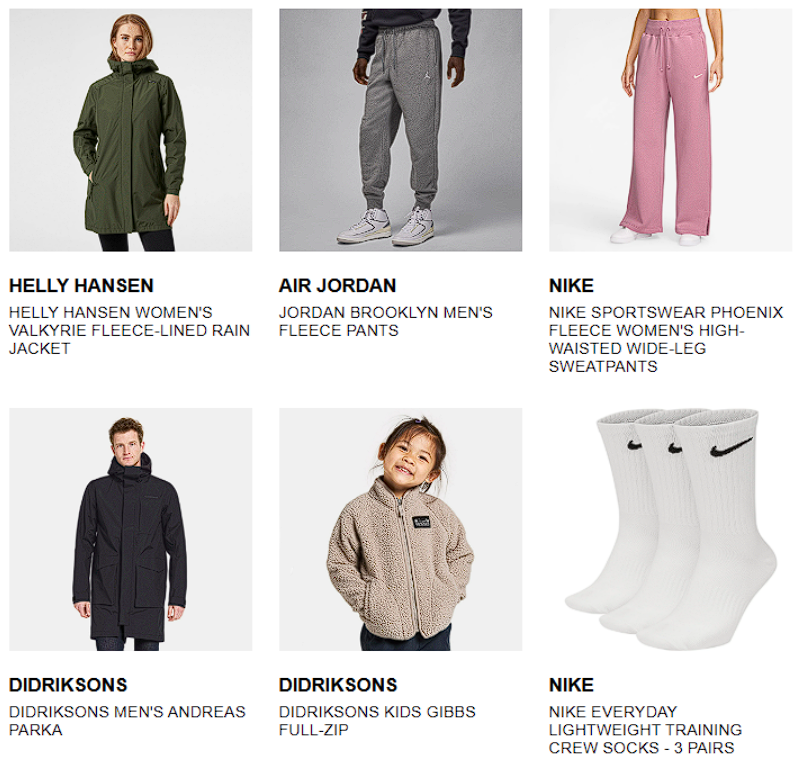 HELLY HANSEN
HELLY HANSEN WOMEN'S
VALKYRIE FLEECE-LINED RAIN
JACKET
AIR JORDAN
JORDAN BROOKLYN MEN'S
FLEECE PANTS
NIKE
NIKE SPORTSWEAR PHOENIX
FLEECE WOMEN'S HIGH-
WAISTED WIDE-LEG
SWEATPANTS
DIDRIKSONS
DIDRIKSONS MEN'S ANDREAS
PARKA
DIDRIKSONS
DIDRIKSONS KIDS GIBBS
FULL-ZIP
NIKE
NIKE EVERYDAY
LIGHTWEIGHT TRAINING
CREW SOCKS - 3 PAIRS